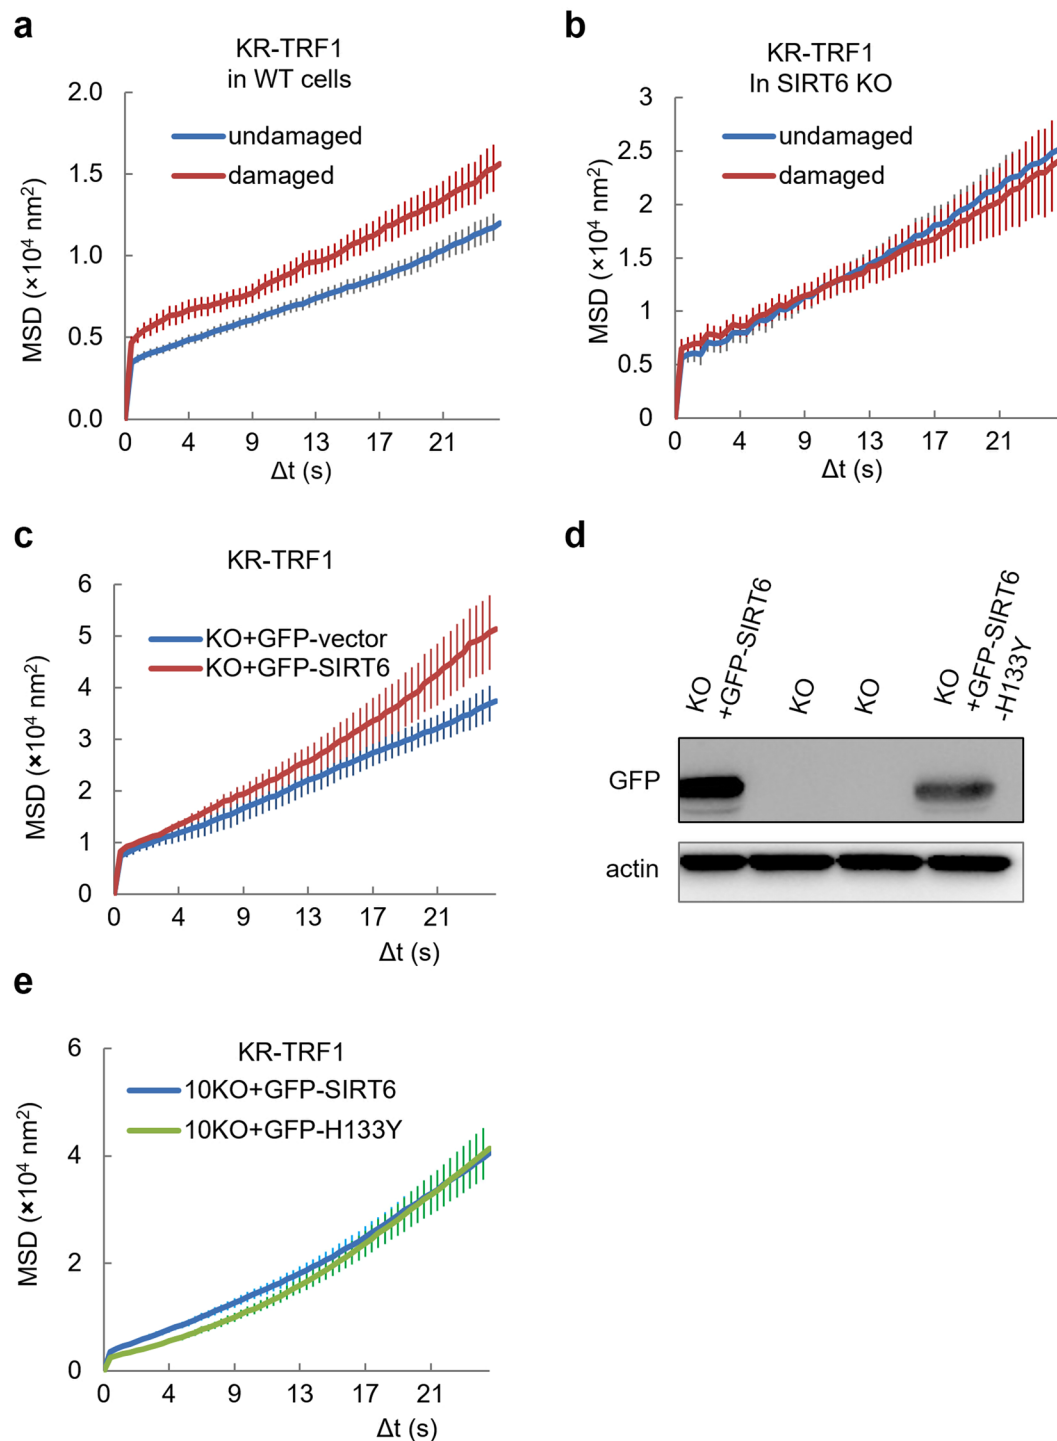 a
KR-TRF1
in WT cells
undamaged
damaged
MSD (×10⁴ nm²)
2.0
1.5
1.0
0.5
0.0
0 4 9 13 17 21
Δt (s)
b
KR-TRF1
In SIRT6 KO
undamaged
damaged
MSD (×10⁴ nm²)
3
2.5
2
1.5
1
0.5
0
0 4 9 13 17 21
Δt (s)
c
KR-TRF1
KO+GFP-vector
KO+GFP-SIRT6
MSD (×10⁴ nm²)
6
5
4
3
2
1
0
0 4 9 13 17 21
Δt (s)
d
KO
+GFP-SIRT6
KO
KO
KO
+GFP-SIRT6
-H133Y
GFP
actin
e
KR-TRF1
10KO+GFP-SIRT6
10KO+GFP-H133Y
MSD (×10⁴ nm²)
6
4
2
0
0 4 9 13 17 21
Δt (s)